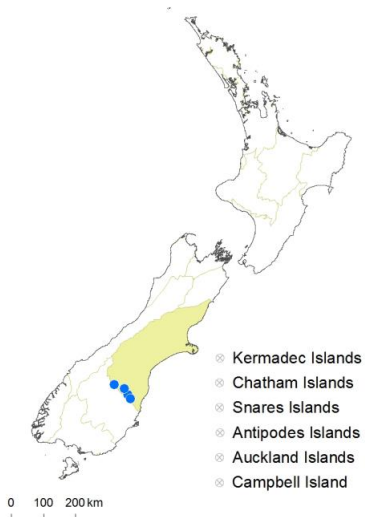 Kermadec Islands
Chatham Islands
Snares Islands
Antipodes Islands
Auckland Islands
Campbell Island
0 100 200 km